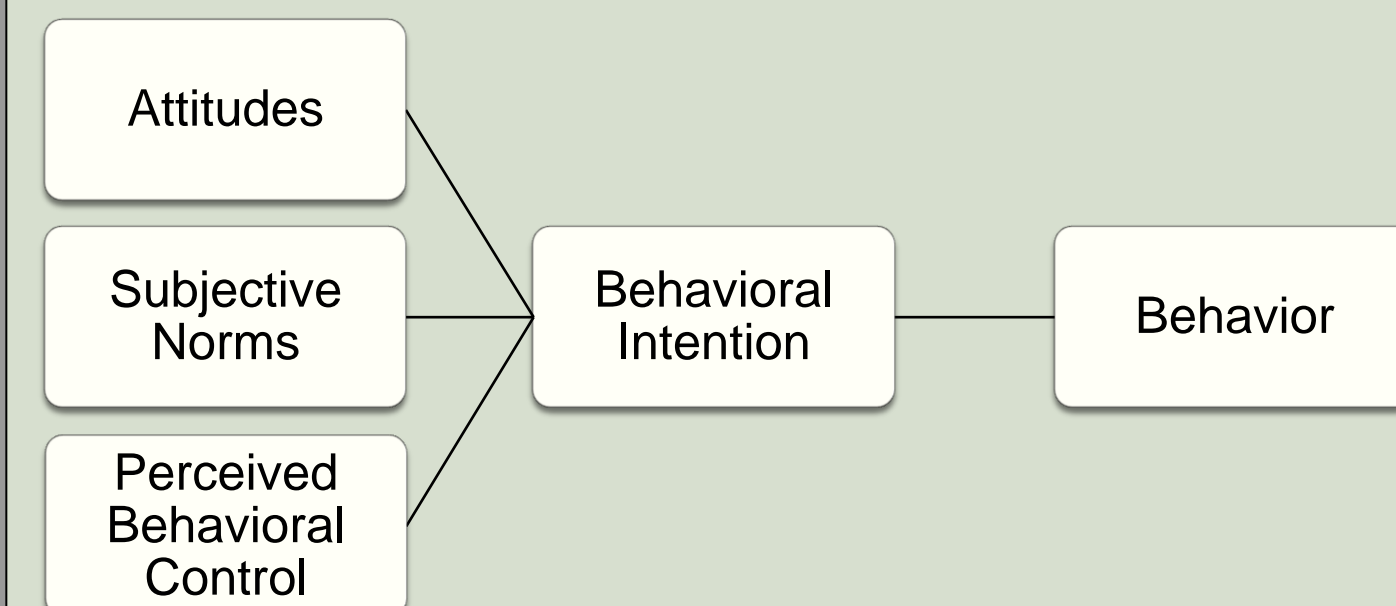 Attitudes
Subjective
Norms
Perceived
Behavioral
Control
Behavioral
Intention
Behavior